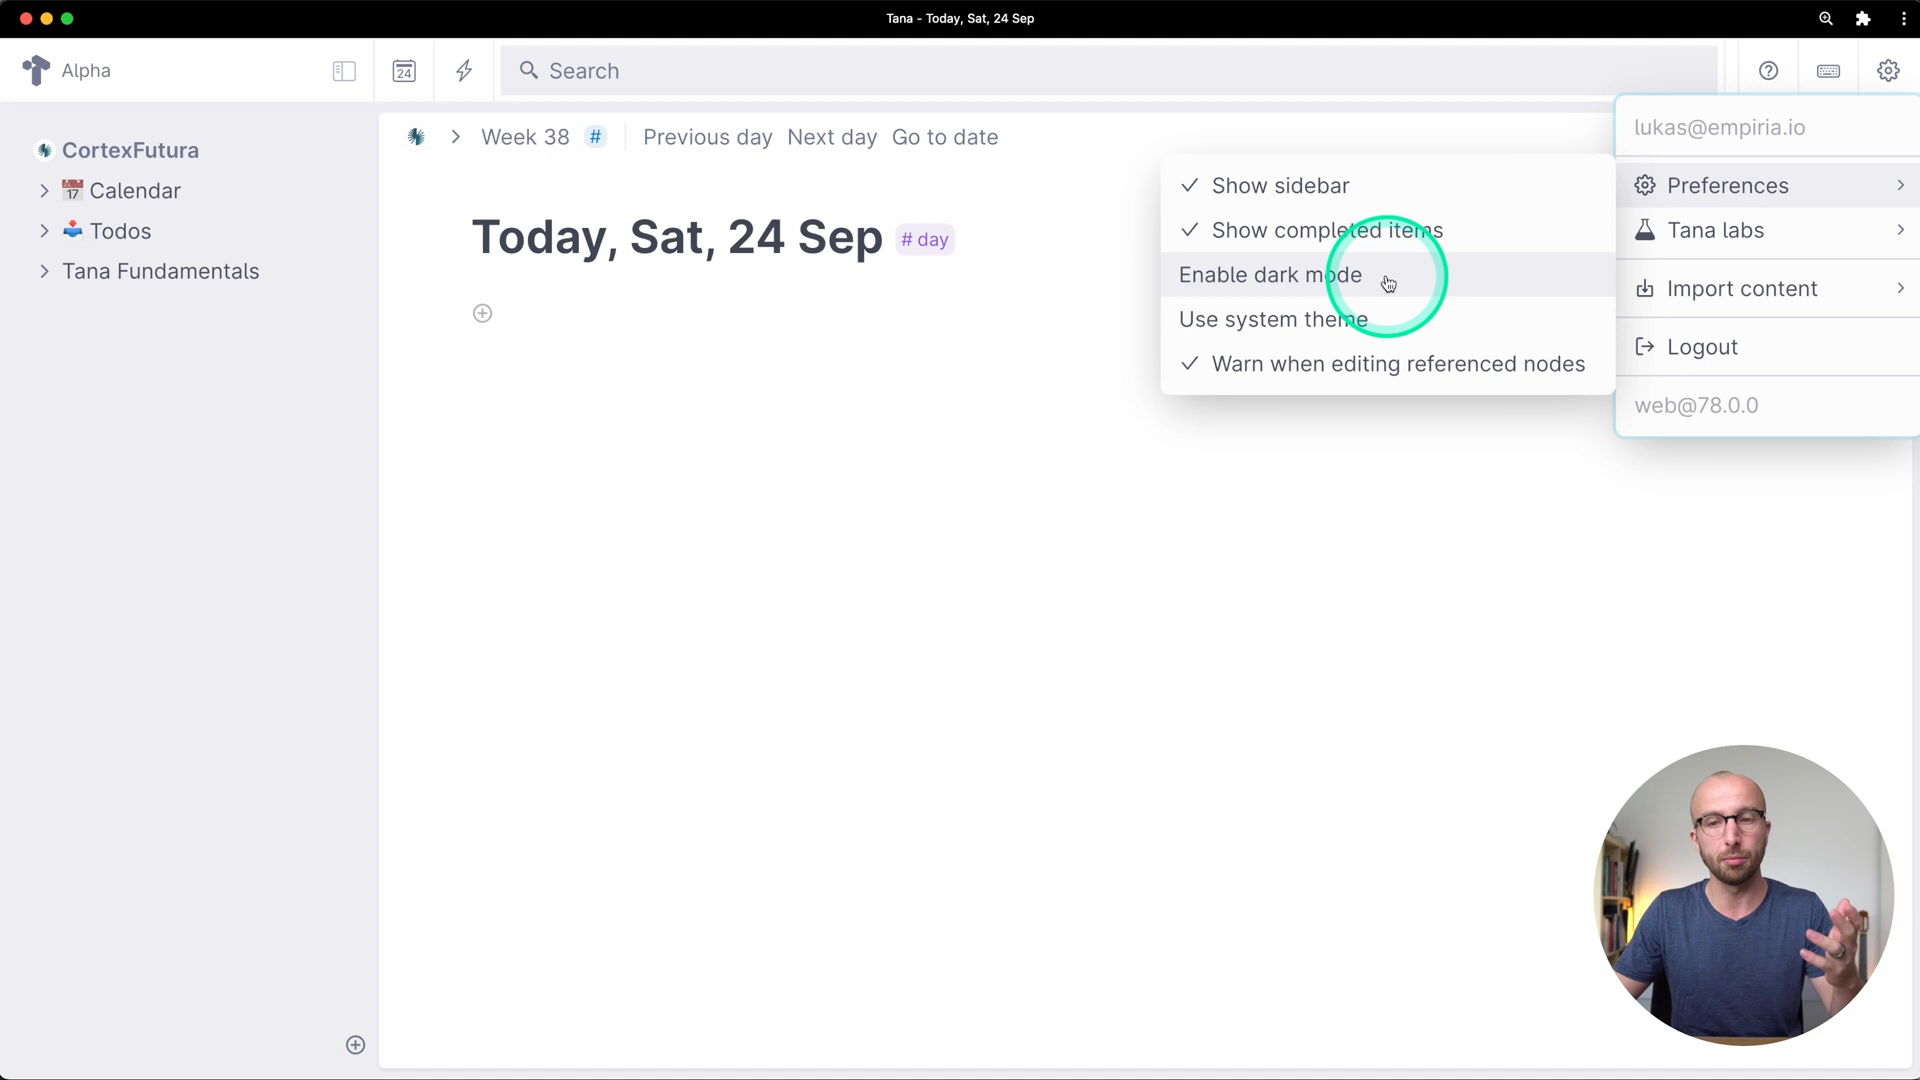 Tana - Today, Sat, 24 Sep
Alpha
24
Search
CortexFutura
17 Calendar
Todos
Tana Fundamentals
Week 38 #
Previous day Next day Go to date
Today, Sat, 24 Sep # day
Show sidebar
Show completed items
Enable dark mode
Use system theme
Warn when editing referenced nodes
lukas@empiria.io
Preferences
Tana labs
Import content
Logout
web@78.0.0